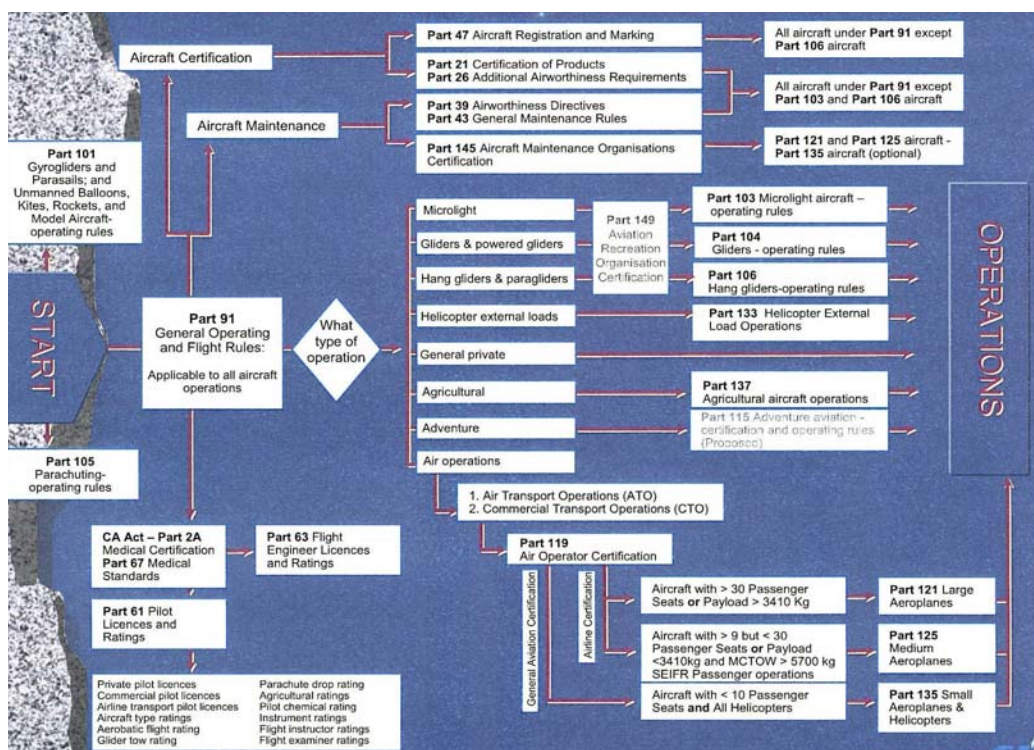 Aircraft Certification
Part 47 Aircraft Registration and Marking
All aircraft under Part 91 except
Part 106 aircraft
Part 21 Certification of Products
Part 26 Additional Airworthiness Requirements
All aircraft under Part 91 except
Part 103 and Part 106 aircraft
Aircraft Maintenance
Part 39 Airworthiness Directives
Part 43 General Maintenance Rules
Part 145 Aircraft Maintenance Organisations
Certification
Part 121 and Part 125 aircraft -
Part 135 aircraft (optional)
Part 101
Gyrogliders and
Parasails; and
Unmanned Balloons,
Kites, Rockets, and
Model Aircraft-
operating rules
START
Part 105
Parachuting-
operating rules
Part 91
General Operating
and Flight Rules:
Applicable to all aircraft
operations
What
type of
operation
Microlight
Gliders & powered gliders
Hang gliders & paragliders
Helicopter external loads
General private
Agricultural
Adventure
Air operations
Part 149
Aviation
Recreation
Organisation
Certification
Part 103 Microlight aircraft –
operating rules
Part 104
Gliders - operating rules
Part 106
Hang gliders-operating rules
Part 133 Helicopter External
Load Operations
Part 137
Agricultural aircraft operations
Part 115 Adventure aviation -
certification and operating rules
(Proposed)
OPERATIONS
1. Air Transport Operations (ATO)
2. Commercial Transport Operations (CTO)
Part 119
Air Operator Certification
General Aviation Certification
Airline Certification
Aircraft with > 30 Passenger
Seats or Payload > 3410 Kg
Part 121 Large
Aeroplanes
Aircraft with > 9 but < 30
Passenger Seats or Payload
<3410kg and MCTOW > 5700 kg
SEIFR Passenger operations
Part 125
Medium
Aeroplanes
Aircraft with < 10 Passenger
Seats and All Helicopters
Part 135 Small
Aeroplanes &
Helicopters
CA Act – Part 2A
Medical Certification
Part 67 Medical
Standards
Part 63 Flight
Engineer Licences
and Ratings
Part 61 Pilot
Licences and
Ratings
Private pilot licences
Commercial pilot licences
Airline transport pilot licences
Aircraft type ratings
Aerobatic flight rating
Glider tow rating
Parachute drop rating
Agricultural ratings
Pilot chemical rating
Instrument ratings
Flight instructor ratings
Flight examiner ratings